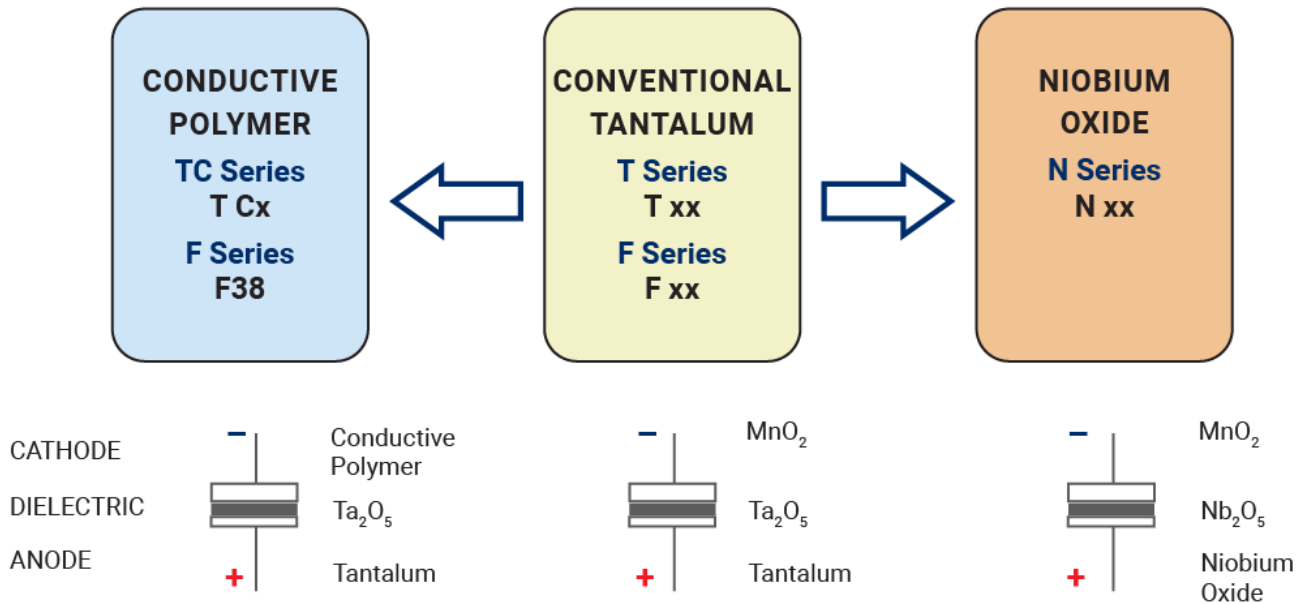 CONDUCTIVE
POLYMER
TC Series
T Cx
F Series
F38
CONVENTIONAL
TANTALUM
T Series
T xx
F Series
F xx
NIOBIUM
OXIDE
N Series
N xx
CATHODE
DIELECTRIC
ANODE
−
Conductive
Polymer
Ta₂O₅
+
Tantalum
−
MnO₂
Ta₂O₅
+
Tantalum
−
MnO₂
Nb₂O₅
+
Niobium
Oxide